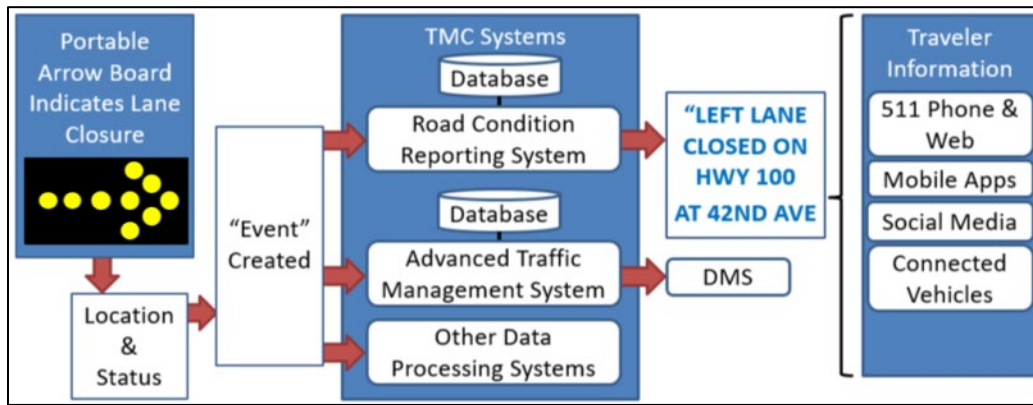 Portable
Arrow Board
Indicates Lane
Closure
Location
&
Status
“Event”
Created
TMC Systems
Database
Road Condition
Reporting System
Database
Advanced Traffic
Management System
Other Data
Processing Systems
“LEFT LANE
CLOSED ON
HWY 100
AT 42ND AVE
DMS
Traveler
Information
511 Phone &
Web
Mobile Apps
Social Media
Connected
Vehicles